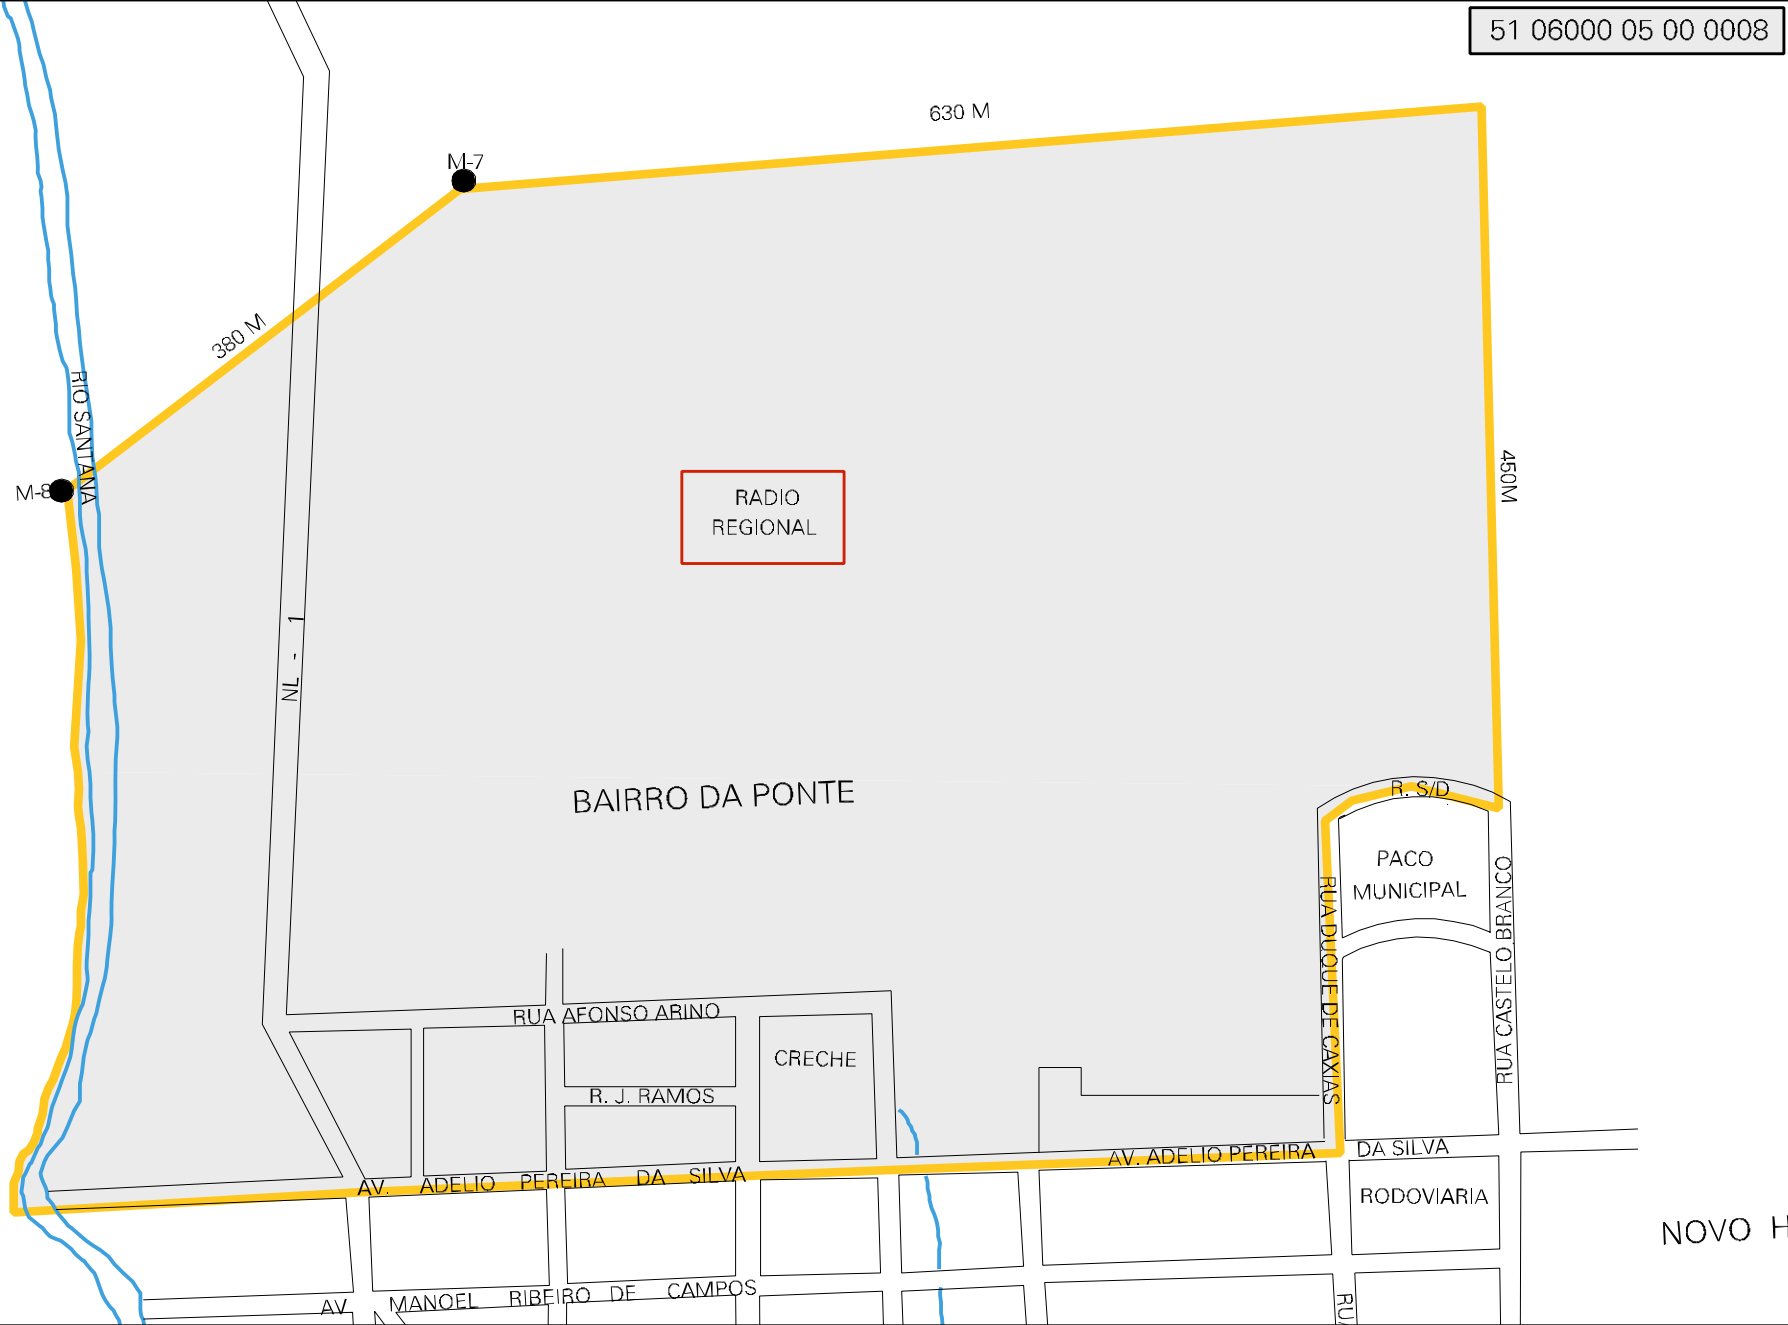 51 06000 05 00 0008
630 M
M-7
380 M
RIO SANTANA
M-8
450M
RADIO
REGIONAL
NL - 1
BAIRRO DA PONTE
R. S/D
PACO
MUNICIPAL
RUA DUQUE DE CAXIAS
RUA CASTELO BRANCO
RUA AFONSO ARINO
CRECHE
R. J. RAMOS
AV. ADELIO PEREIRA DA SILVA
AV. ADELIO PEREIRA DA SILVA
RODOVIARIA
NOVO H
AV MANOEL RIBEIRO DE CAMPOS